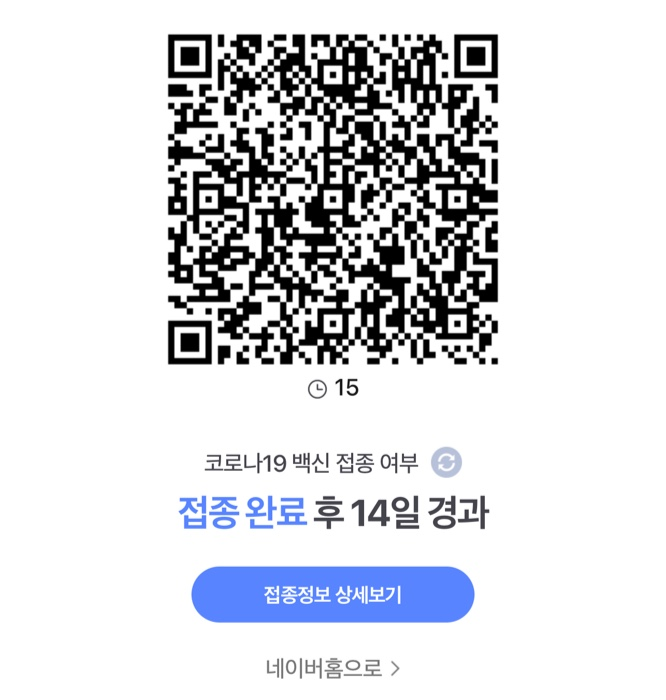 15
코로나19 백신 접종 여부
접종 완료 후 14일 경과
접종정보 상세보기
네이버홈으로 >